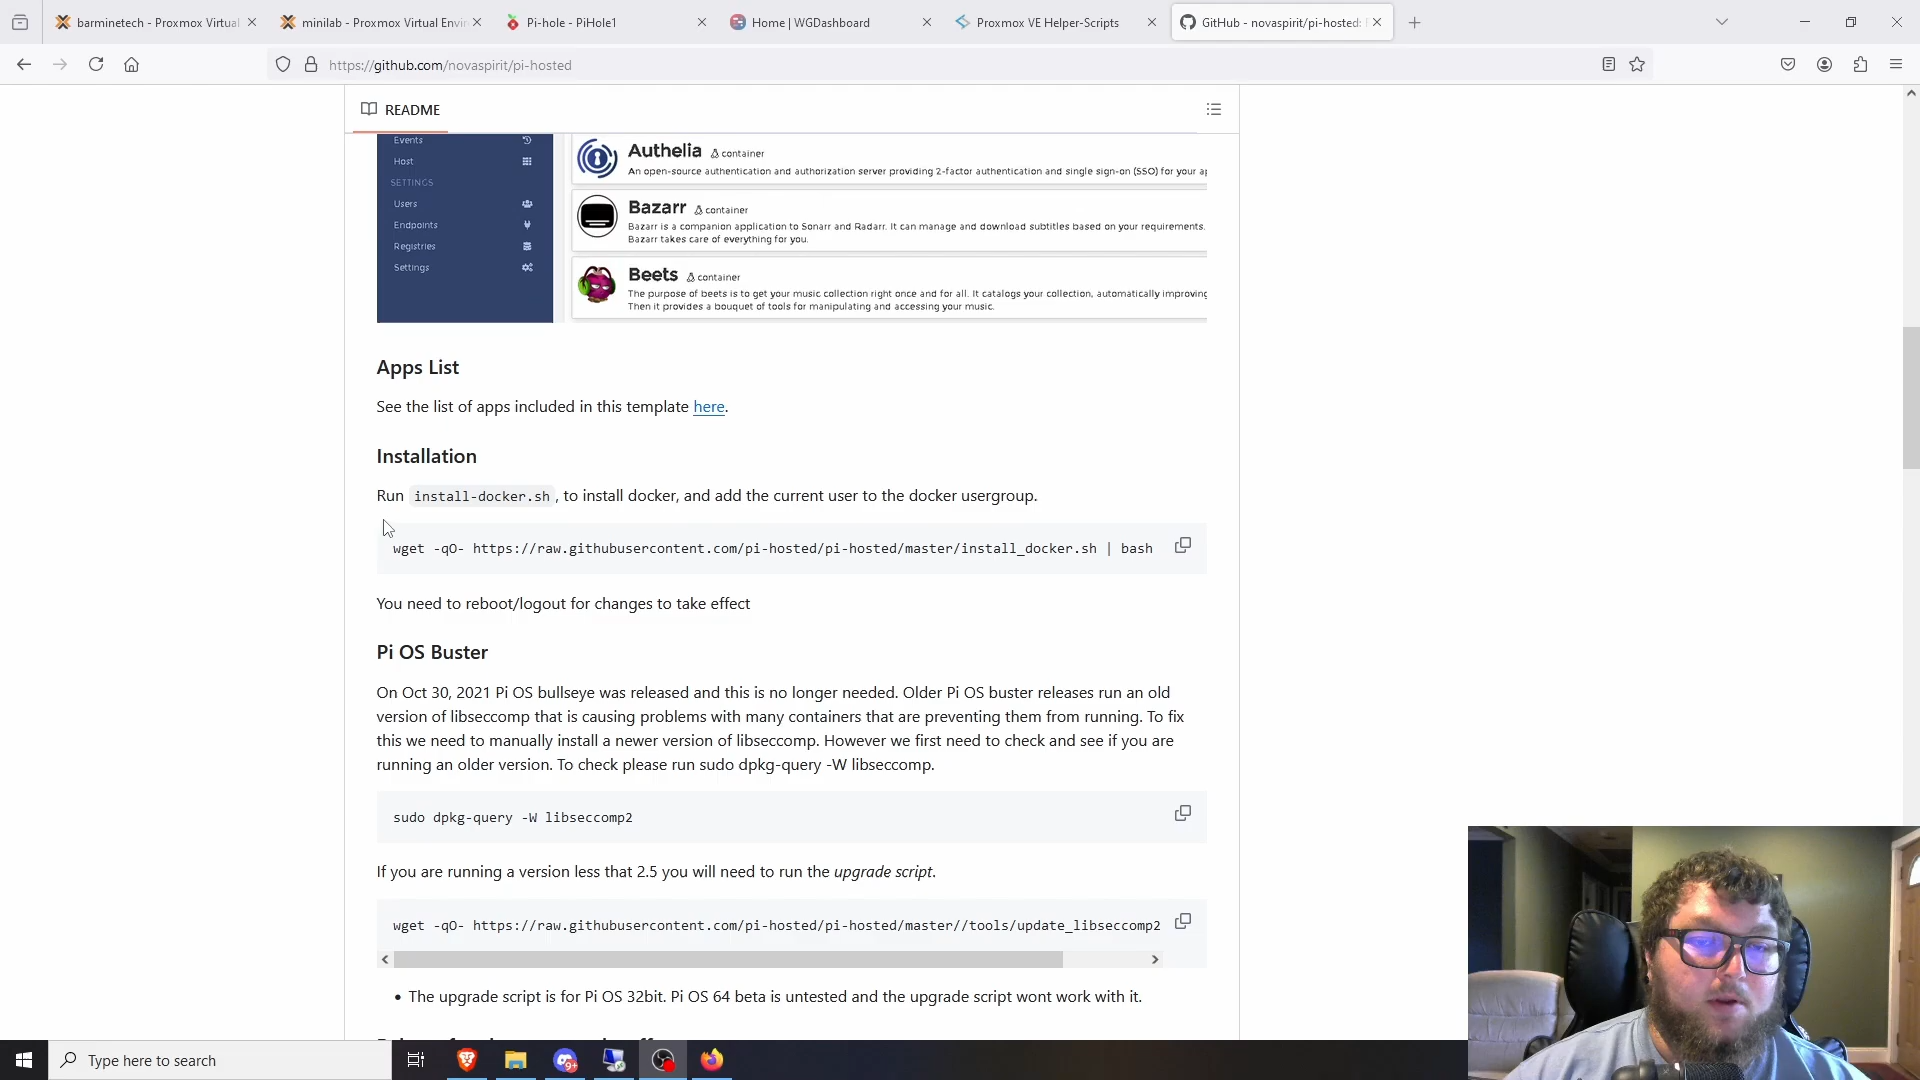 barminetech - Proxmox Virtual
minilab - Proxmox Virtual Envir
Pi-hole - PiHole1
Home | WGDashboard
Proxmox VE Helper-Scripts
GitHub - novaspirit/pi-hosted:
https://github.com/novaspirit/pi-hosted
README
Events
Host
SETTINGS
Users
Endpoints
Registries
Settings
Authelia container
An open-source authentication and authorization server providing 2-factor authentication and single sign-on (SSO) for your ap
Bazarr container
Bazarr is a companion application to Sonarr and Radarr. It can manage and download subtitles based on your requirements.
Bazarr takes care of everything for you.
Beets container
The purpose of beets is to get your music collection right once and for all. It catalogs your collection, automatically improving
Then it provides a bouquet of tools for manipulating and accessing your music.
Apps List
See the list of apps included in this template here.
Installation
Run install-docker.sh, to install docker, and add the current user to the docker usergroup.
wget -qO- https://raw.githubusercontent.com/pi-hosted/pi-hosted/master/install_docker.sh | bash
You need to reboot/logout for changes to take effect
Pi OS Buster
On Oct 30, 2021 Pi OS bullseye was released and this is no longer needed. Older Pi OS buster releases run an old
version of libseccomp that is causing problems with many containers that are preventing them from running. To fix
this we need to manually install a newer version of libseccomp. However we first need to check and see if you are
running an older version. To check please run sudo dpkg-query -W libseccomp.
sudo dpkg-query -W libseccomp2
If you are running a version less that 2.5 you will need to run the upgrade script.
wget -qO- https://raw.githubusercontent.com/pi-hosted/pi-hosted/master//tools/update_libseccomp2
• The upgrade script is for Pi OS 32bit. Pi OS 64 beta is untested and the upgrade script wont work with it.
Type here to search